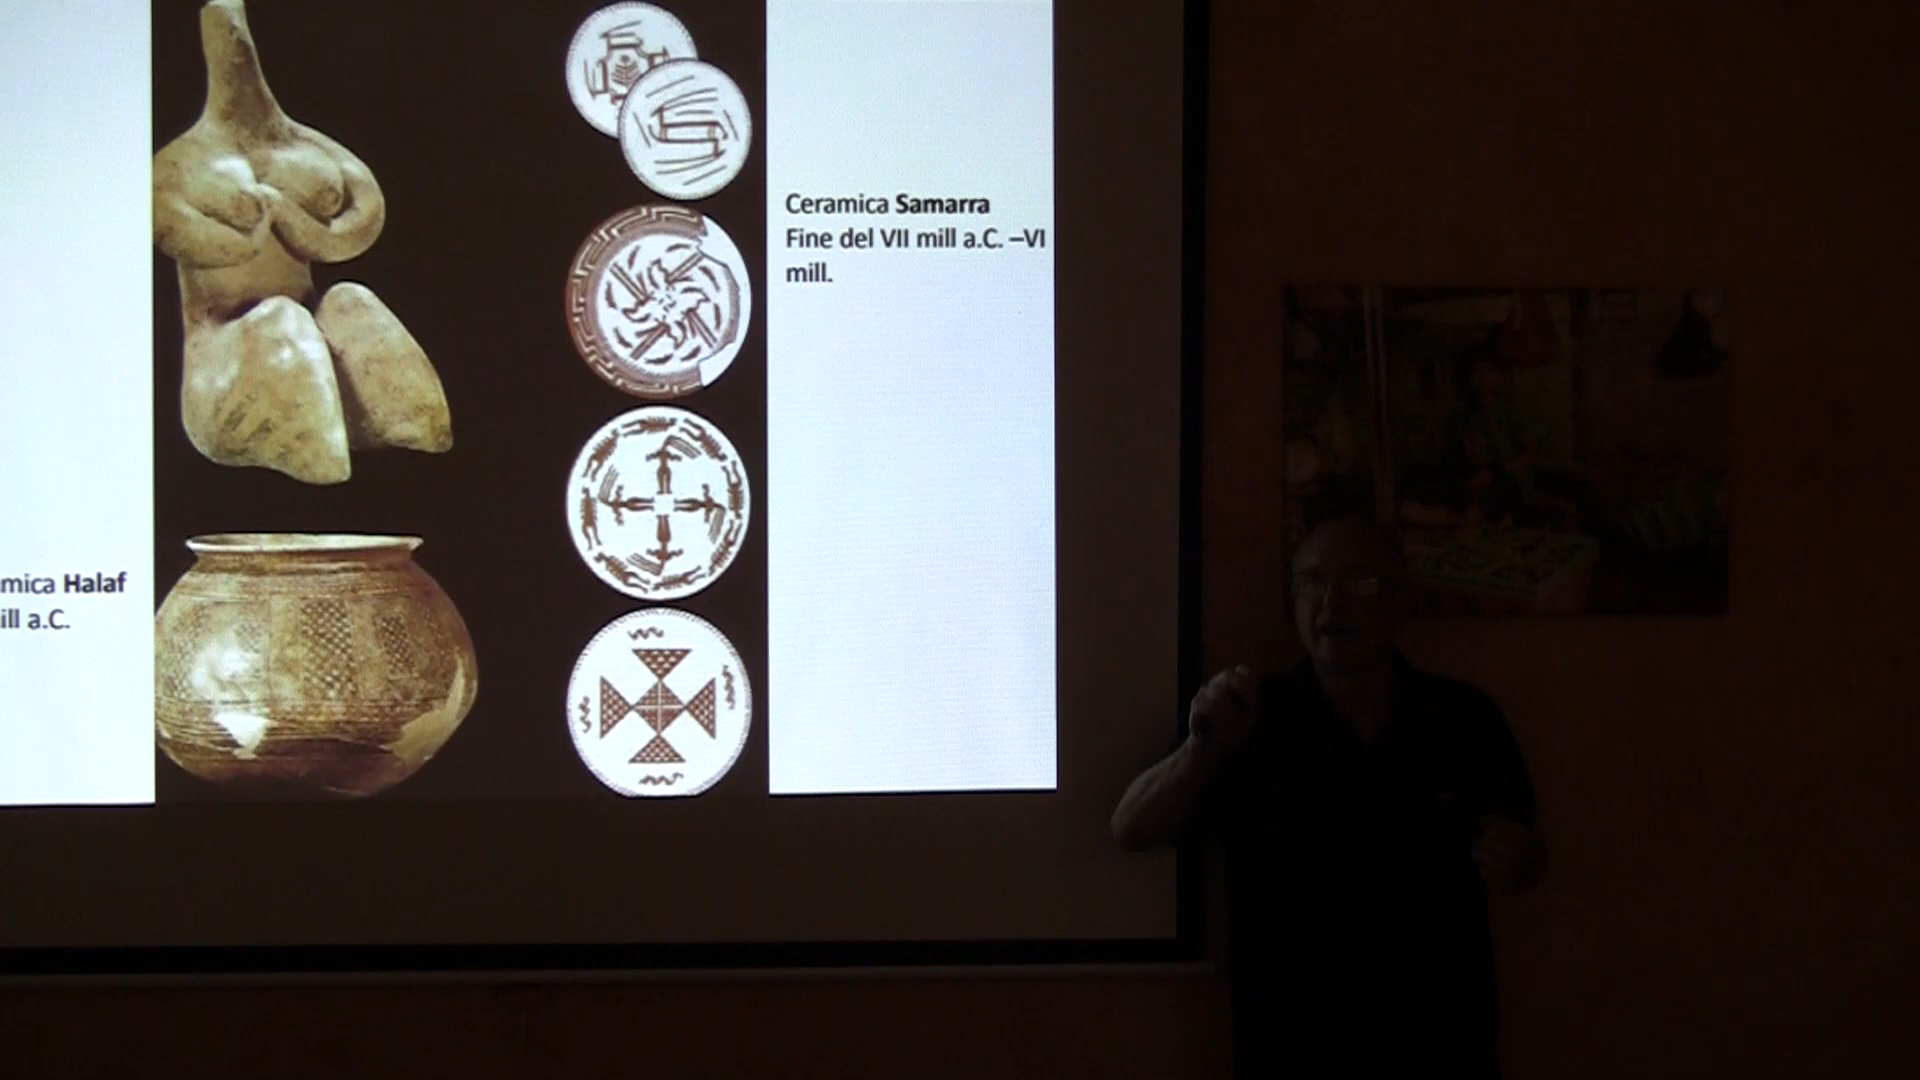 Ceramica Samarra
Fine del VII mill a.C. –VI
mill.
mica Halaf
ill a.C.